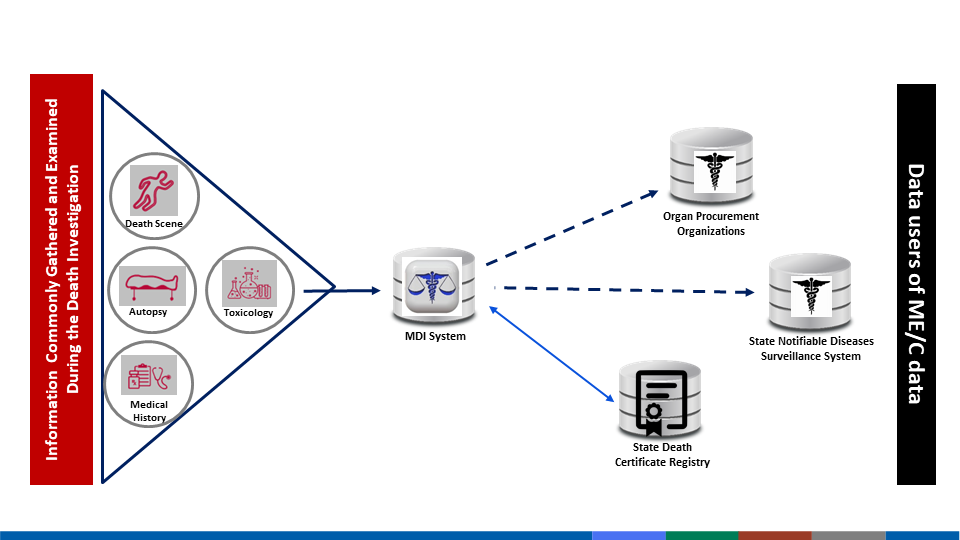 Information Commonly Gathered and Examined
During the Death Investigation
Death Scene
Autopsy
Toxicology
Medical
History
MDI System
Organ Procurement
Organizations
State Notifiable Diseases
Surveillance System
State Death
Certificate Registry
Data users of ME/C data